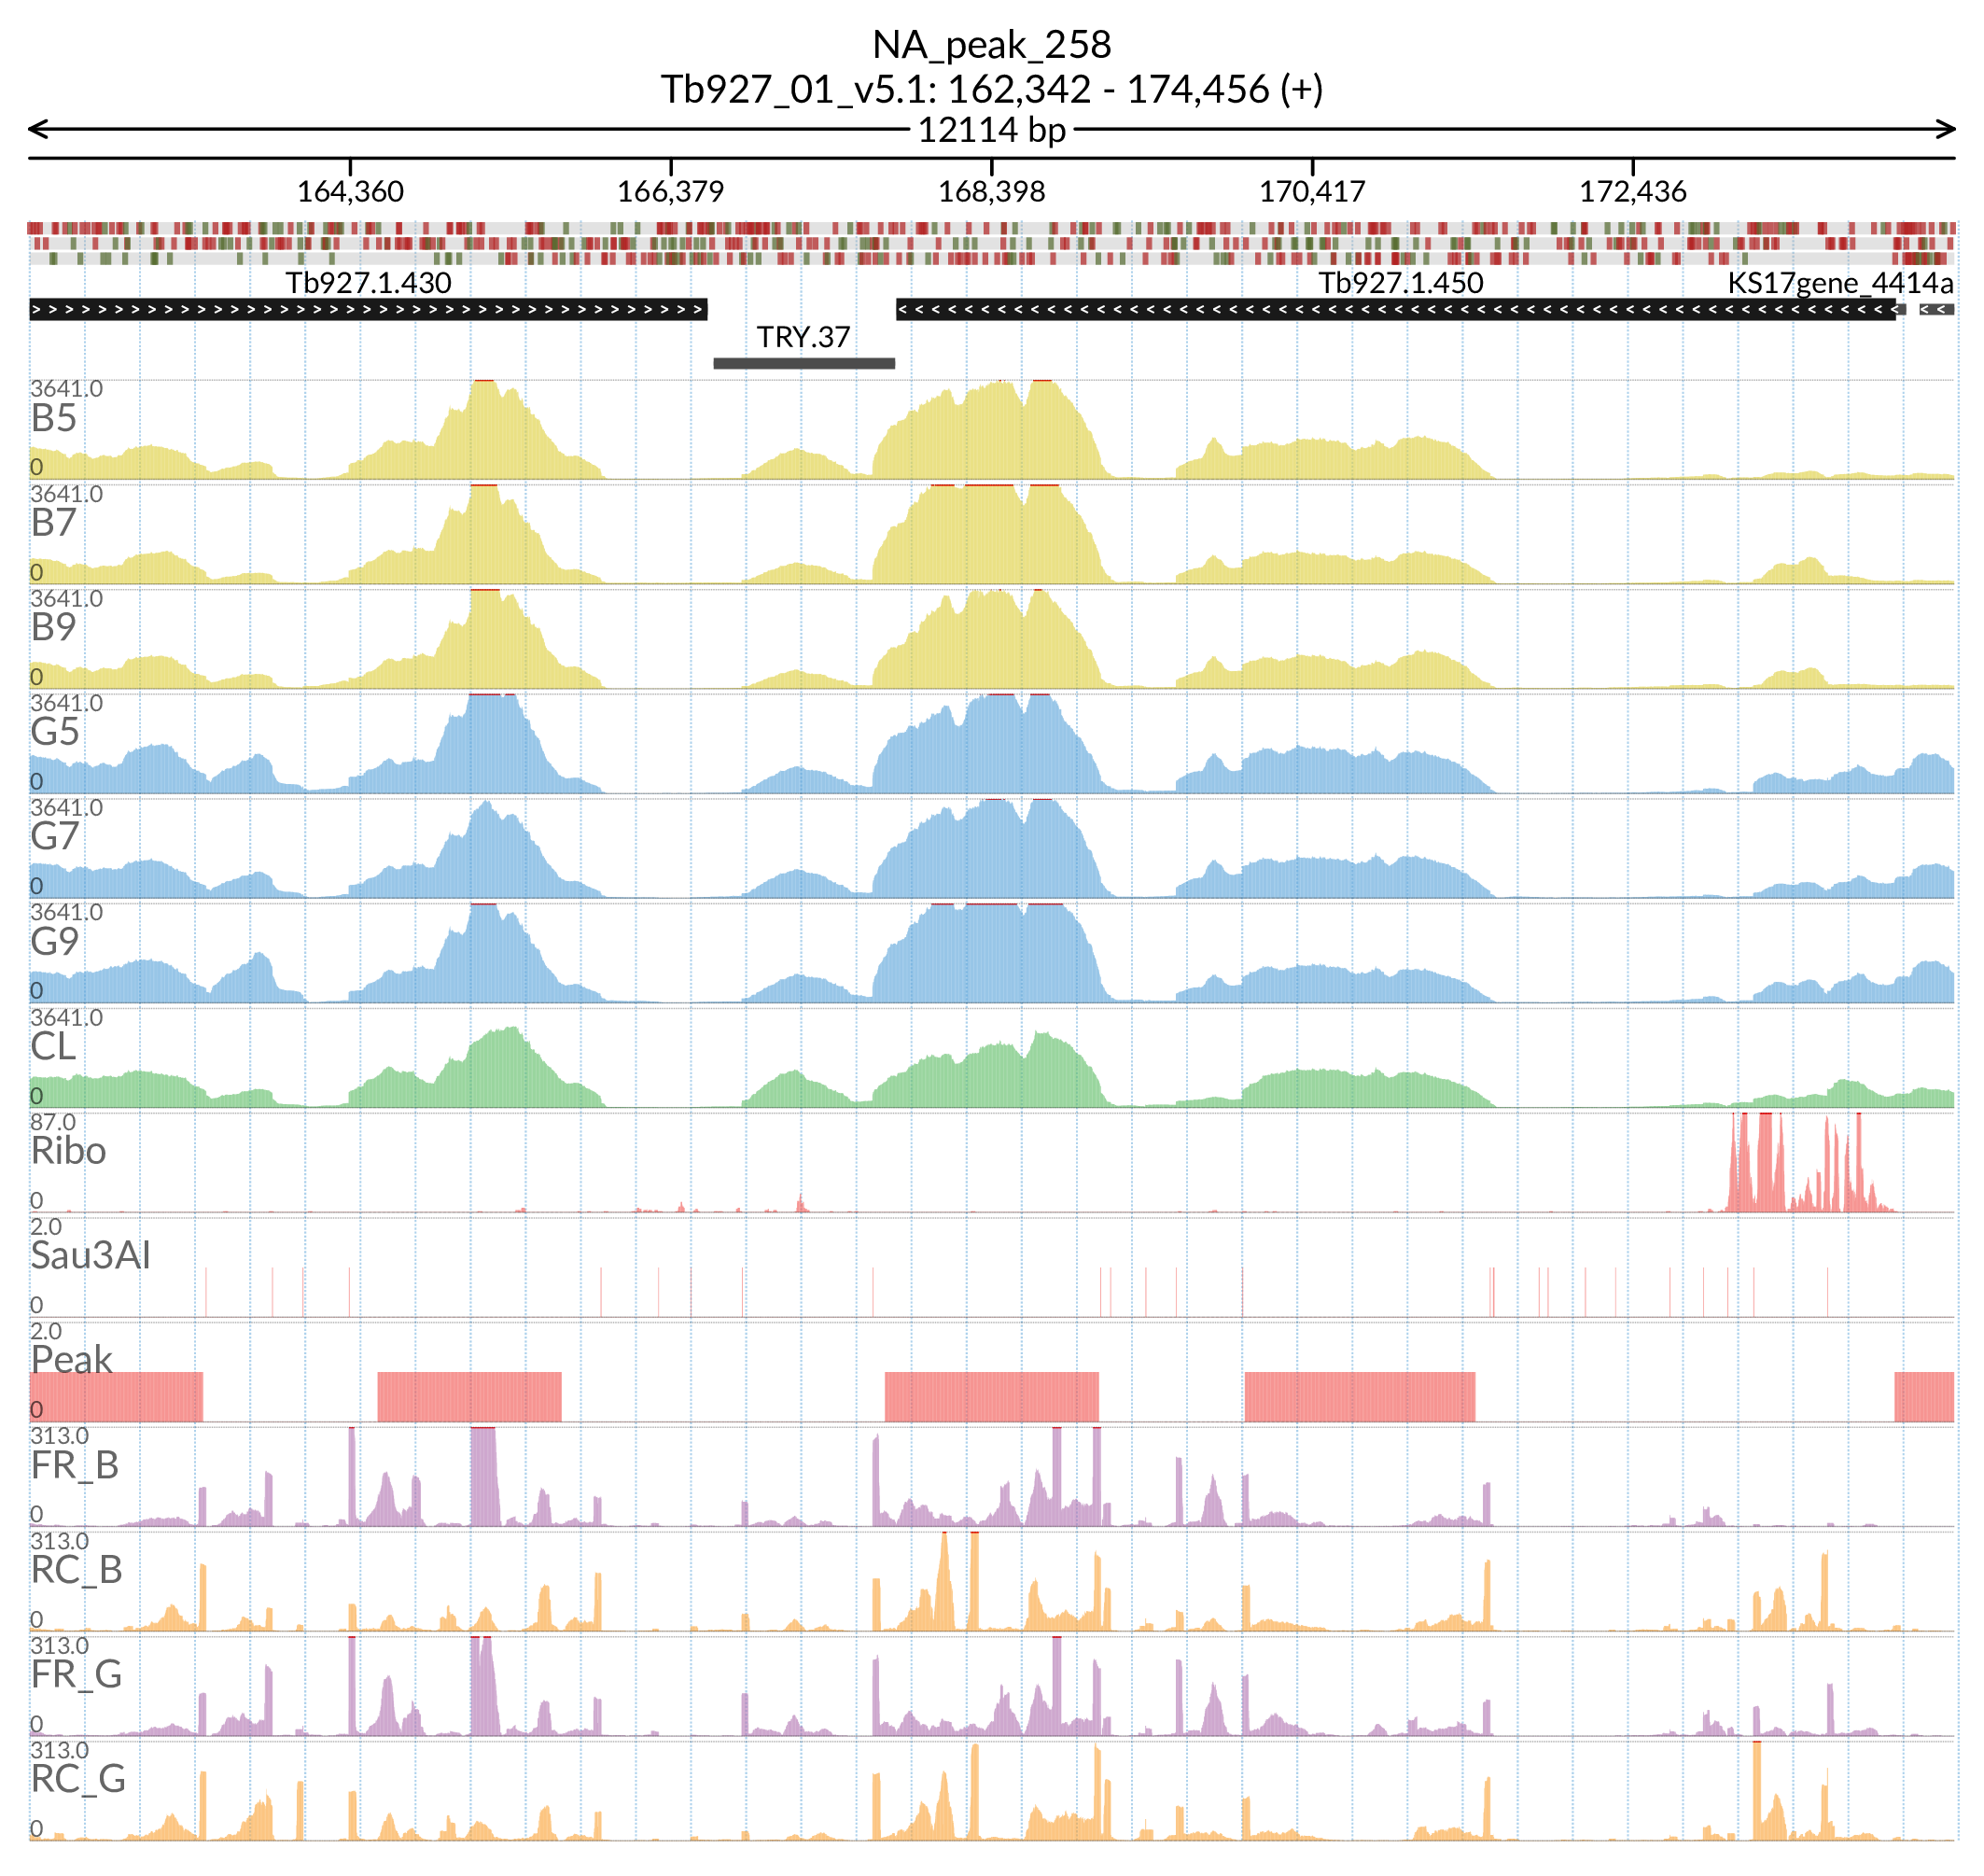 NA_peak_258
Tb927_01_v5.1: 162,342 - 174,456 (+)
12114 bp
164,360 166,379 168,398 170,417 172,436
Tb927.1.430 Tb927.1.450 KS17gene_4414a
TRY.37
3641.0
B5
0
3641.0
B7
0
3641.0
B9
0
3641.0
G5
0
3641.0
G7
0
3641.0
G9
0
3641.0
CL
0
87.0
Ribo
0
2.0
Sau3AI
0
2.0
Peak
0
313.0
FR_B
0
313.0
RC_B
0
313.0
FR_G
0
313.0
RC_G
0